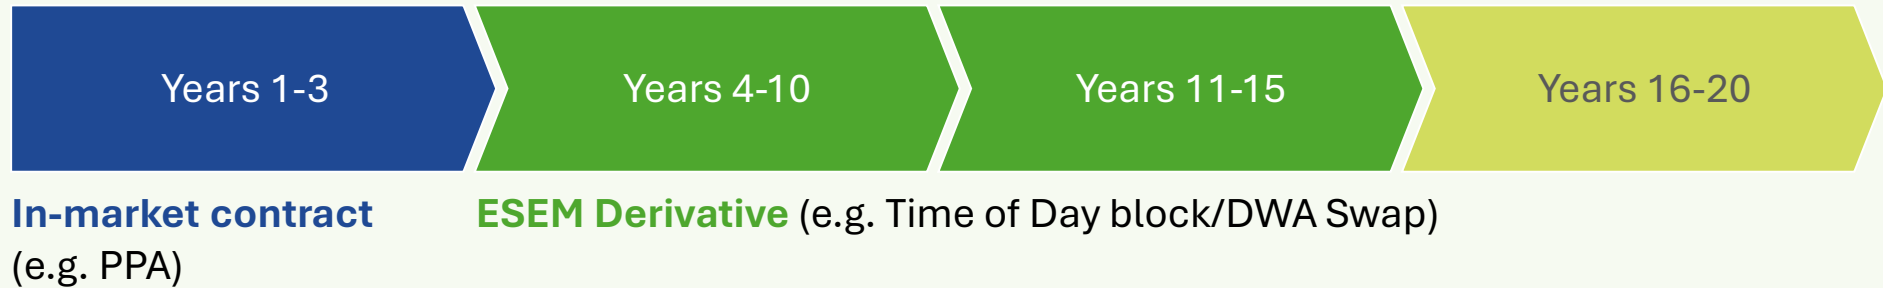 Years 1-3
Years 4-10
Years 11-15
Years 16-20
In-market contract
(e.g. PPA)
ESEM Derivative (e.g. Time of Day block/DWA Swap)